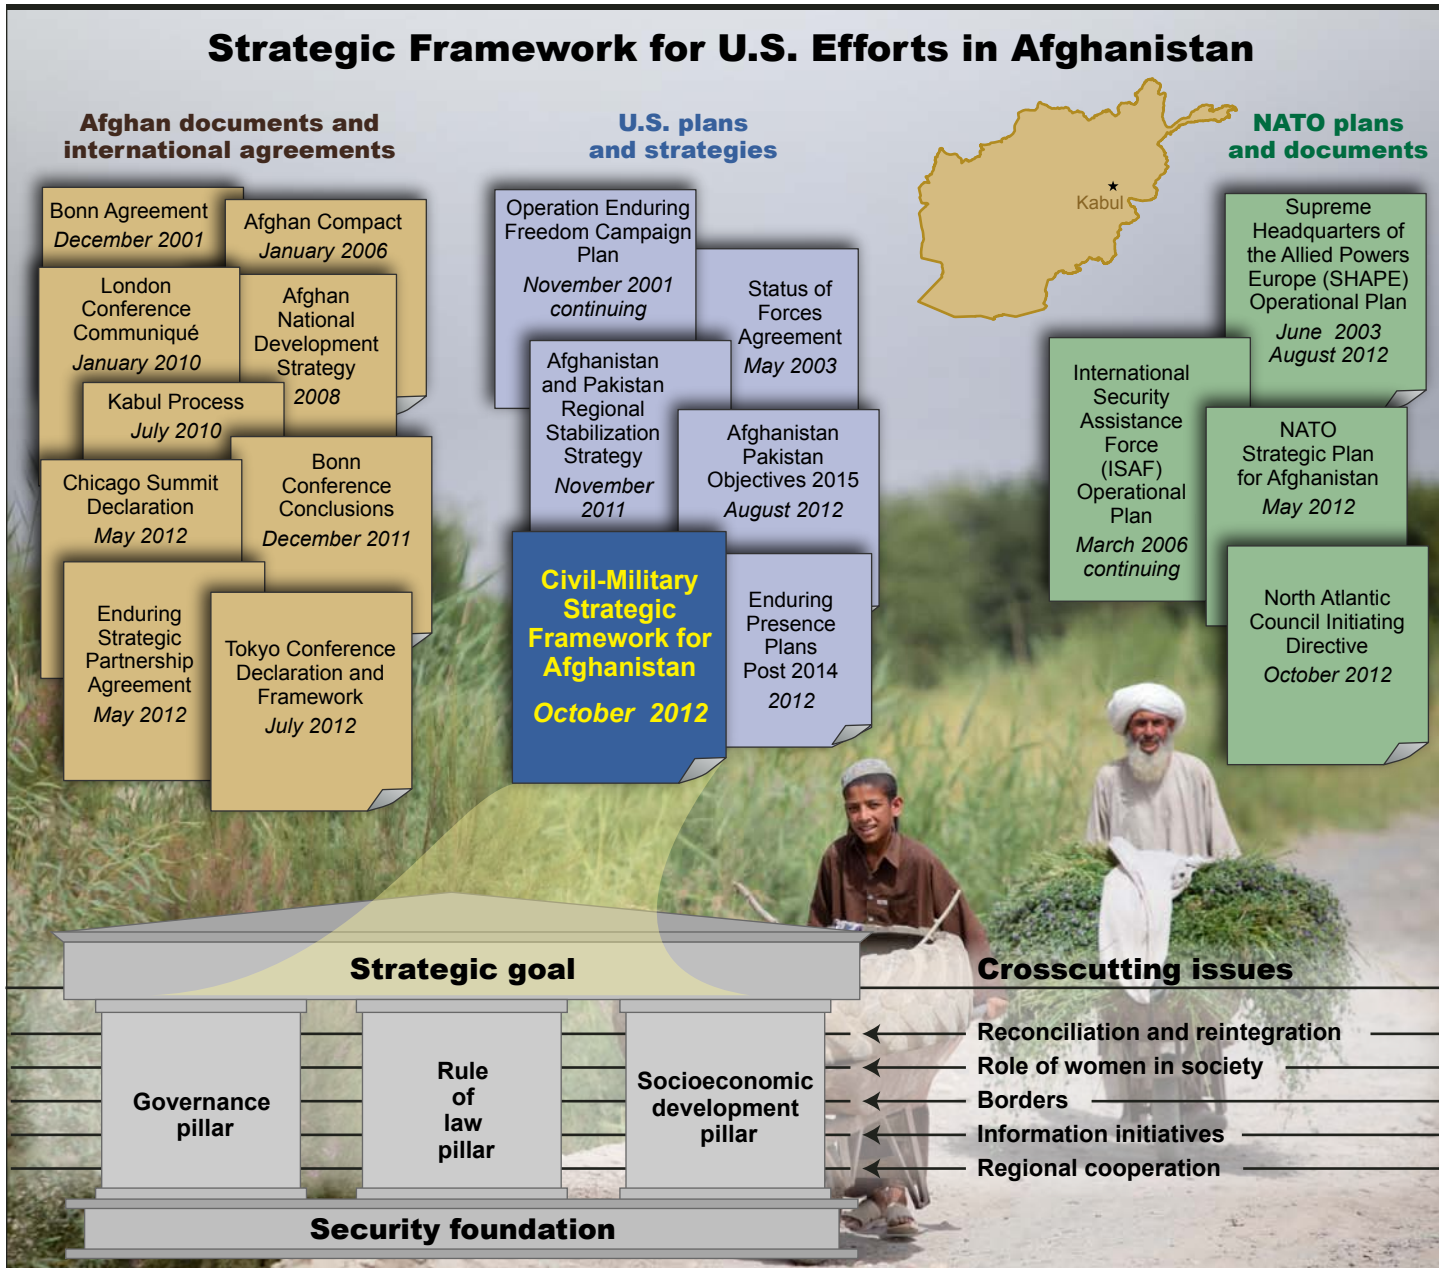 Strategic Framework for U.S. Efforts in Afghanistan
Afghan documents and
international agreements
Bonn Agreement
December 2001
Afghan Compact
January 2006
London
Conference
Communiqué
January 2010
Afghan
National
Development
Strategy
2008
Kabul Process
July 2010
Bonn
Conference
Conclusions
December 2011
Chicago Summit
Declaration
May 2012
Enduring
Strategic
Partnership
Agreement
May 2012
Tokyo Conference
Declaration and
Framework
July 2012
U.S. plans
and strategies
Operation Enduring
Freedom Campaign
Plan
November 2001
continuing
Status of
Forces
Agreement
May 2003
Afghanistan
and Pakistan
Regional
Stabilization
Strategy
November
2011
Afghanistan
Pakistan
Objectives 2015
August 2012
Civil-Military
Strategic
Framework for
Afghanistan
October 2012
Enduring
Presence
Plans
Post 2014
2012
Kabul
NATO plans
and documents
Supreme
Headquarters of
the Allied Powers
Europe (SHAPE)
Operational Plan
June 2003
August 2012
International
Security
Assistance
Force
(ISAF)
Operational
Plan
March 2006
continuing
NATO
Strategic Plan
for Afghanistan
May 2012
North Atlantic
Council Initiating
Directive
October 2012
Strategic goal
Governance
pillar
Rule
of
law
pillar
Socioeconomic
development
pillar
Security foundation
Crosscutting issues
Reconciliation and reintegration
Role of women in society
Borders
Information initiatives
Regional cooperation